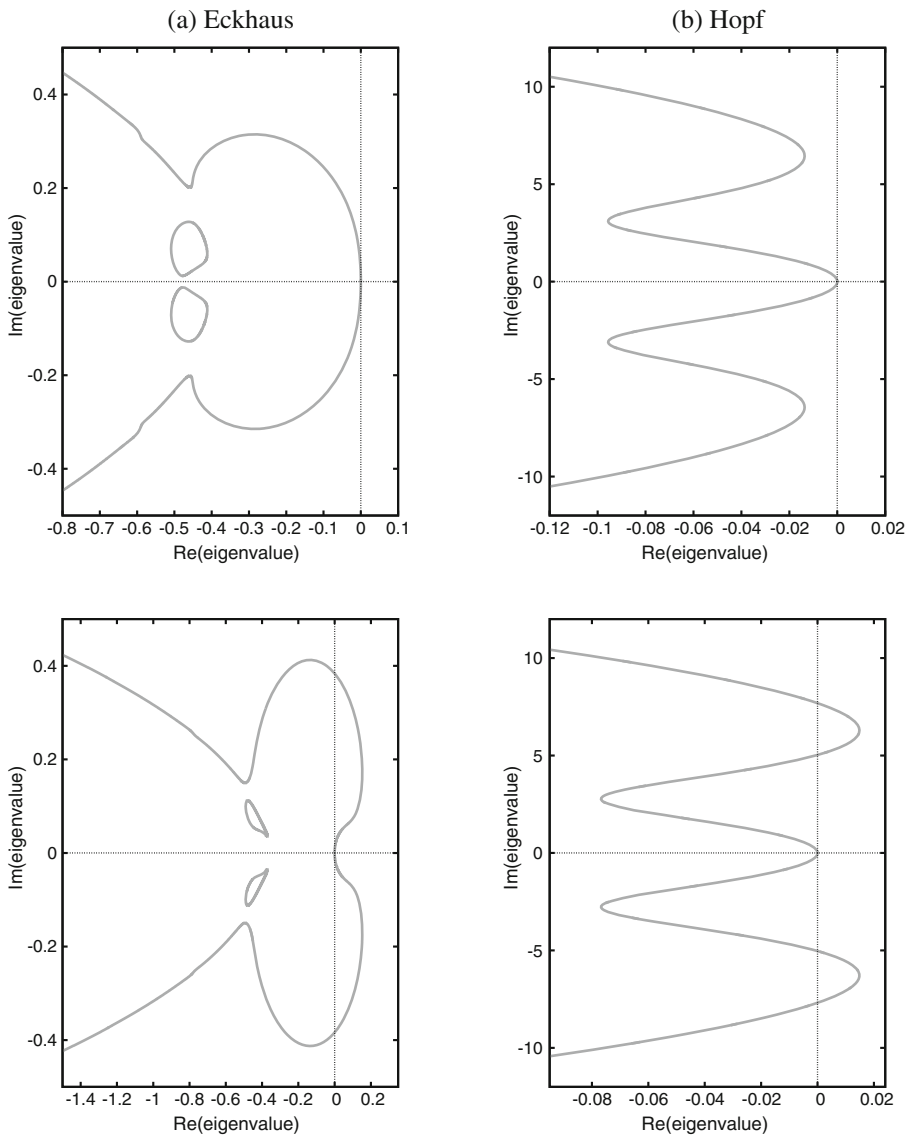 (a) Eckhaus
(b) Hopf
0.4
0.2
0
-0.2
-0.4
Im(eigenvalue)
-0.8 -0.7 -0.6 -0.5 -0.4 -0.3 -0.2 -0.1 0 0.1
Re(eigenvalue)
10
5
0
-5
-10
Im(eigenvalue)
-0.12 -0.1 -0.08 -0.06 -0.04 -0.02 0 0.02
Re(eigenvalue)
0.4
0.2
0
-0.2
-0.4
Im(eigenvalue)
-1.4 -1.2 -1 -0.8 -0.6 -0.4 -0.2 0 0.2
Re(eigenvalue)
10
5
0
-5
-10
Im(eigenvalue)
-0.08 -0.06 -0.04 -0.02 0 0.02
Re(eigenvalue)